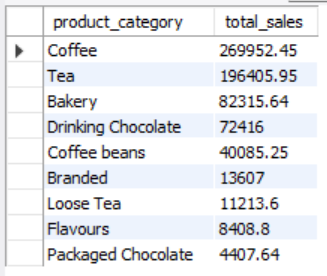 product_category total_sales
Coffee 269952.45
Tea 196405.95
Bakery 82315.64
Drinking Chocolate 72416
Coffee beans 40085.25
Branded 13607
Loose Tea 11213.6
Flavours 8408.8
Packaged Chocolate 4407.64